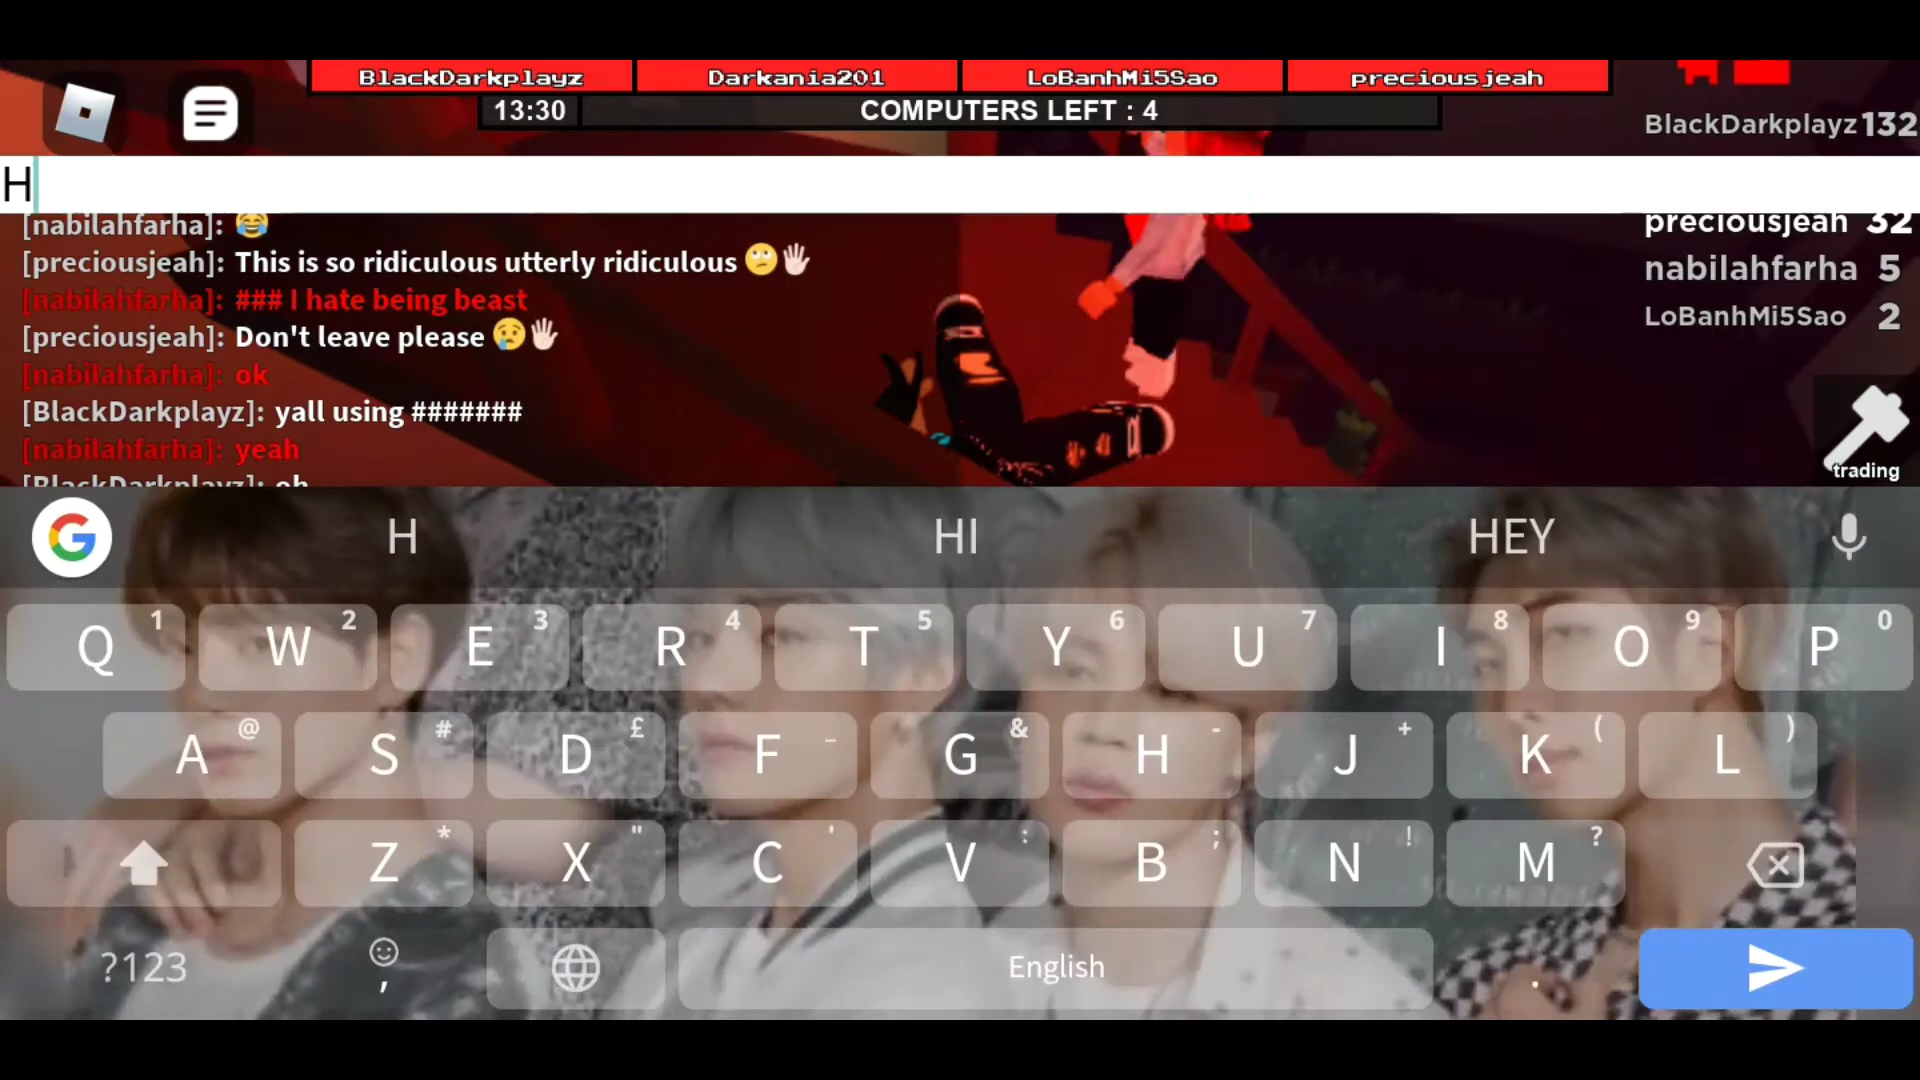 BlackDarkplayz Darkania201 LoBanhMi5Sao preciousjeah
13:30 COMPUTERS LEFT : 4
BlackDarkplayz 132
H
[nabilahfarha]: 😂
preciousjeah 32
[preciousjeah]: This is so ridiculous utterly ridiculous 🙄🖐🏻
nabilahfarha 5
[nabilahfarha]: ### I hate being beast
LoBanhMi5Sao 2
[preciousjeah]: Don't leave please 😢🖐🏻
[nabilahfarha]: ok
[BlackDarkplayz]: yall using #######
[nabilahfarha]: yeah
trading
[BlackDarkplayz]: oh
H HI HEY
Q 1 W 2 E 3 R 4 T 5 Y 6 U 7 I 8 O 9 P 0
A @ S # D £ F _ G & H - J + K ( L )
Z * X " C ' V : B ; N ! M ?
?123 , English .